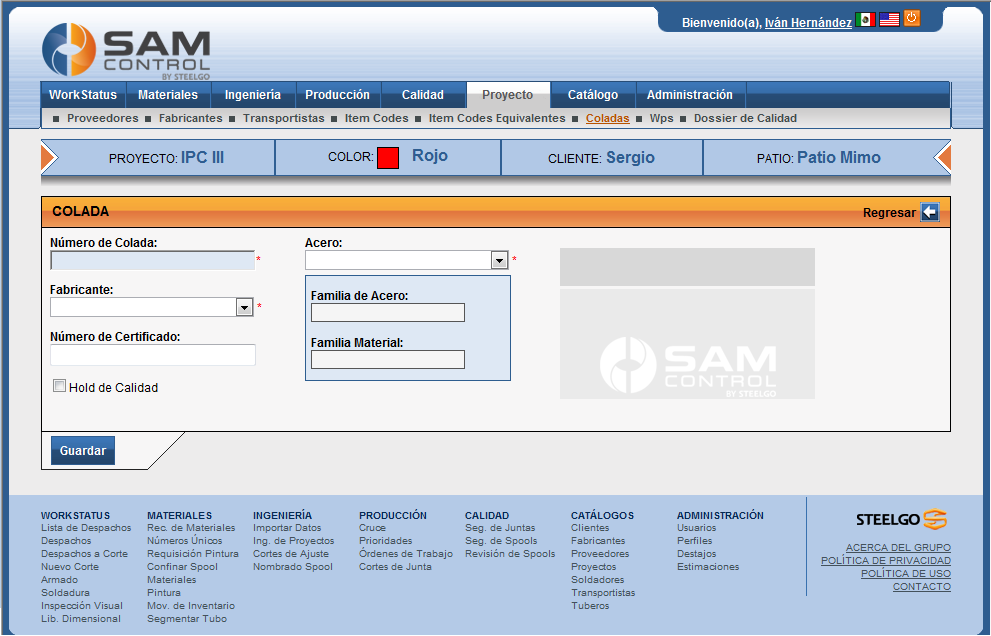 Bienvenido(a), Iván Hernández
SAM
CONTROL
BY STEELGO
WorkStatus Materiales Ingeniería Producción Calidad Proyecto Catálogo Administración
Proveedores Fabricantes Transportistas Item Codes Item Codes Equivalentes Coladas Wps Dossier de Calidad
PROYECTO: IPC III COLOR: Rojo CLIENTE: Sergio PATIO: Patio Mimo
COLADA Regresar
Número de Colada: Acero:
* *
Fabricante: Familia de Acero:
*
Número de Certificado: Familia Material:
Hold de Calidad
SAM
CONTROL
BY STEELGO
Guardar
WORKSTATUS MATERIALES INGENIERÍA PRODUCCIÓN CALIDAD CATÁLOGOS ADMINISTRACIÓN
Lista de Despachos Rec. de Materiales Importar Datos Cruce Seg. de Juntas Clientes Usuarios
Despachos Números Únicos Ing. de Proyectos Prioridades Seg. de Spools Fabricantes Perfiles
Despachos a Corte Requisición Pintura Cortes de Ajuste Órdenes de Trabajo Revisión de Spools Proveedores Destajos
Nuevo Corte Confinar Spool Nombrado Spool Cortes de Junta Proyectos Estimaciones
Armado Materiales Soldadores
Soldadura Pintura Transportistas
Inspección Visual Mov. de Inventario Tuberos
Lib. Dimensional Segmentar Tubo
STEELGO
ACERCA DEL GRUPO
POLÍTICA DE PRIVACIDAD
POLÍTICA DE USO
CONTACTO